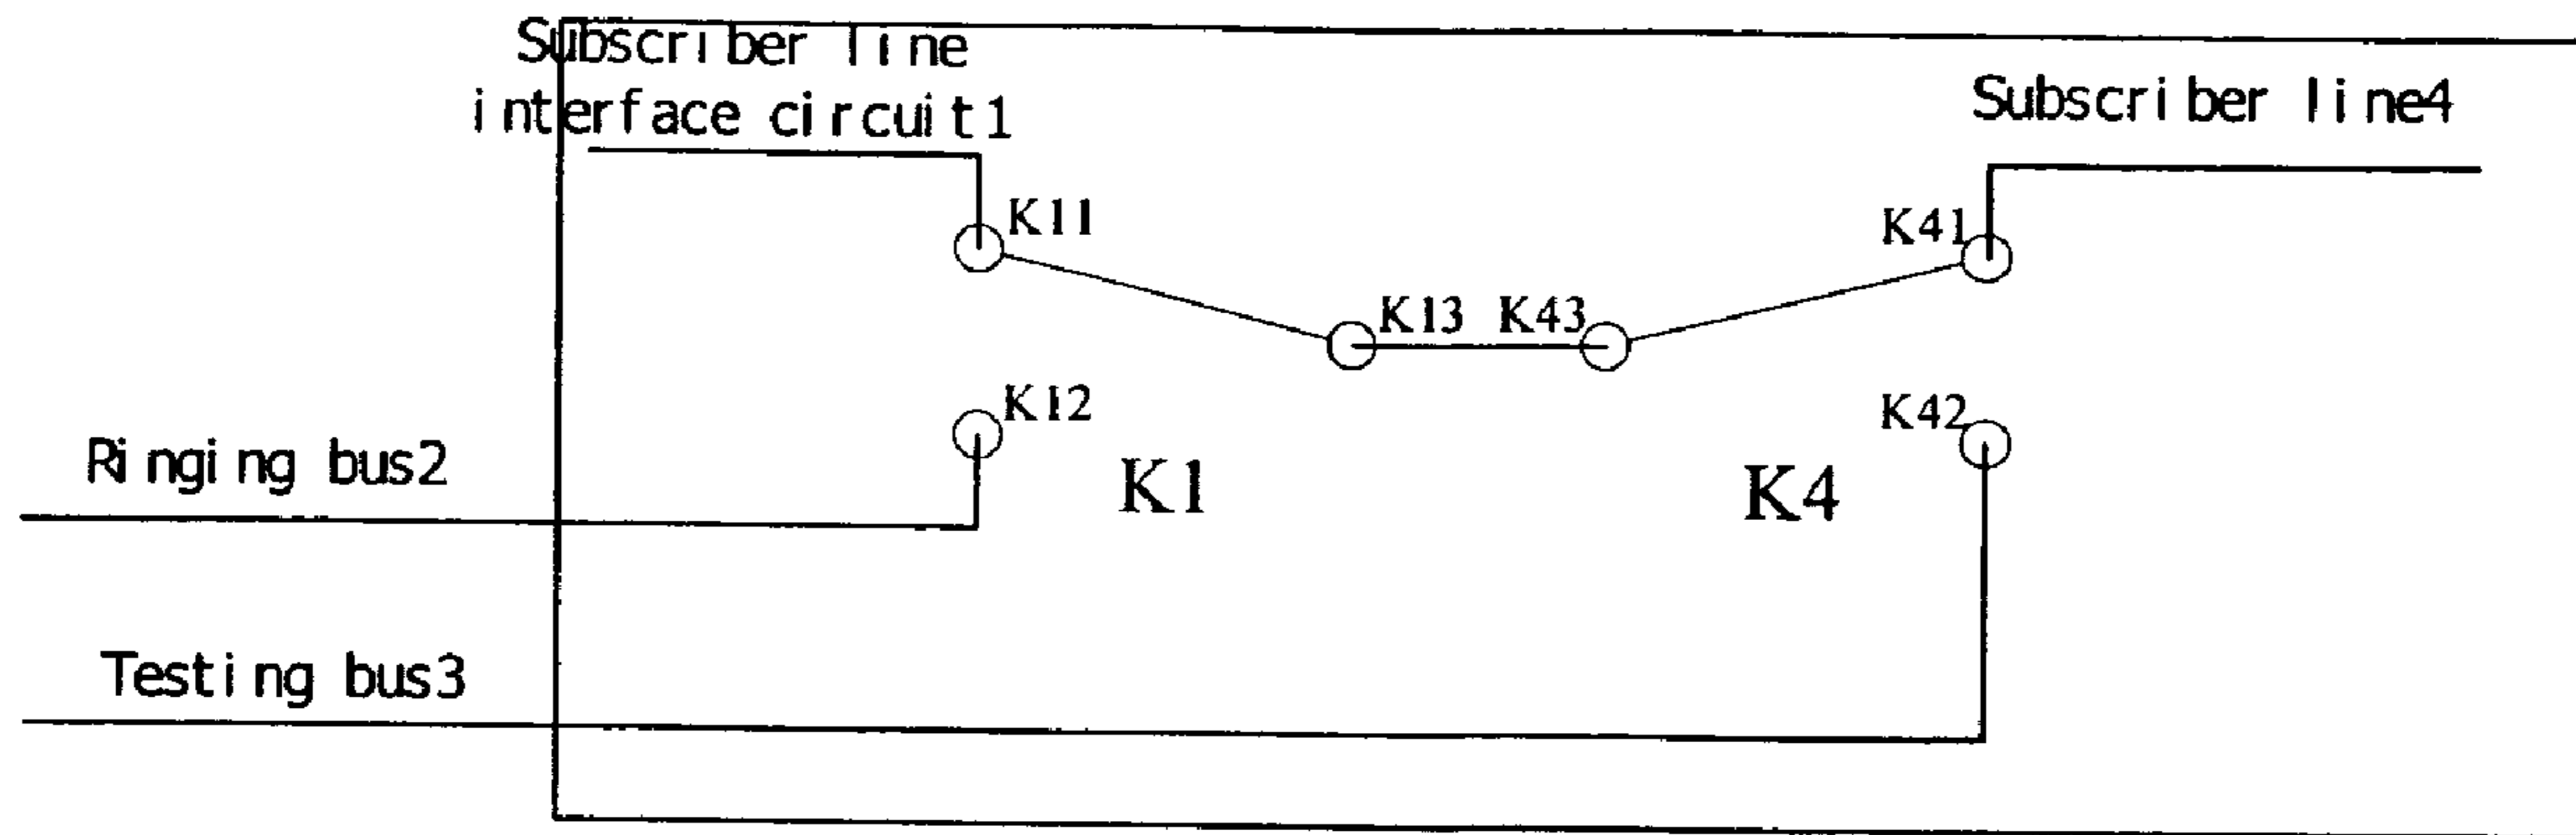 Subscriber line
interface circuit1
Subscriber line4
K11
K41
K13
K43
K12
K42
Ringing bus2
K1
K4
Testing bus3